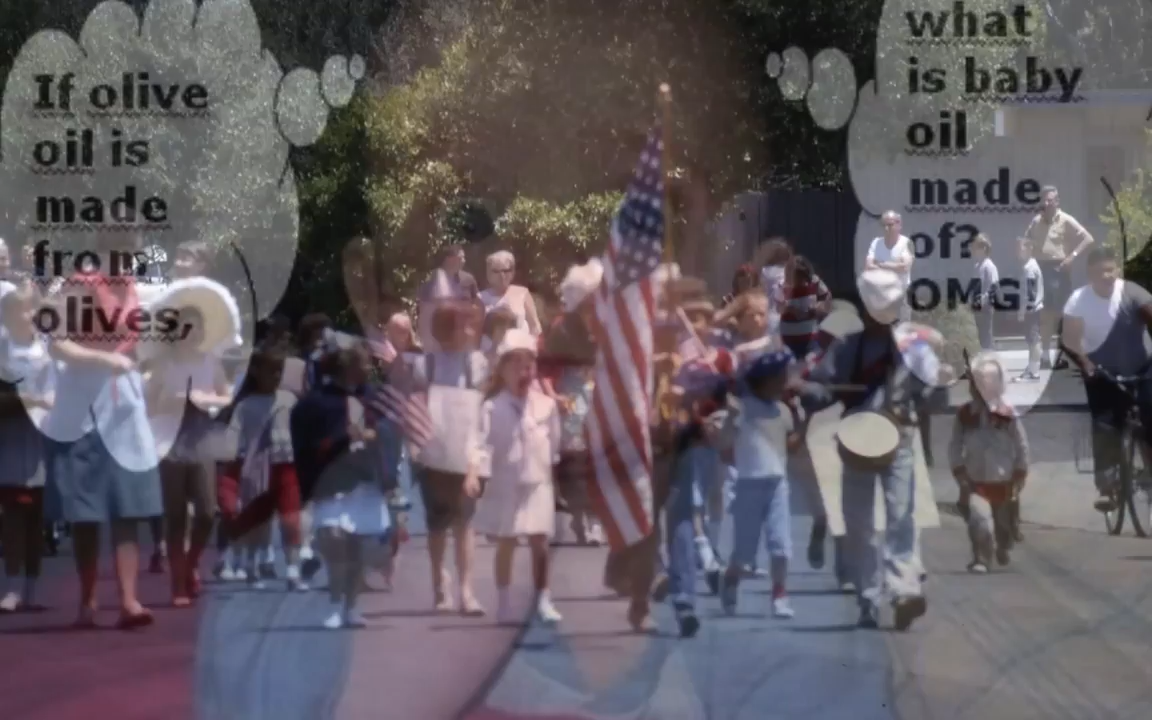 If olive
oil is
made
from
olives,
what
is baby
oil
made
of?
OMG!